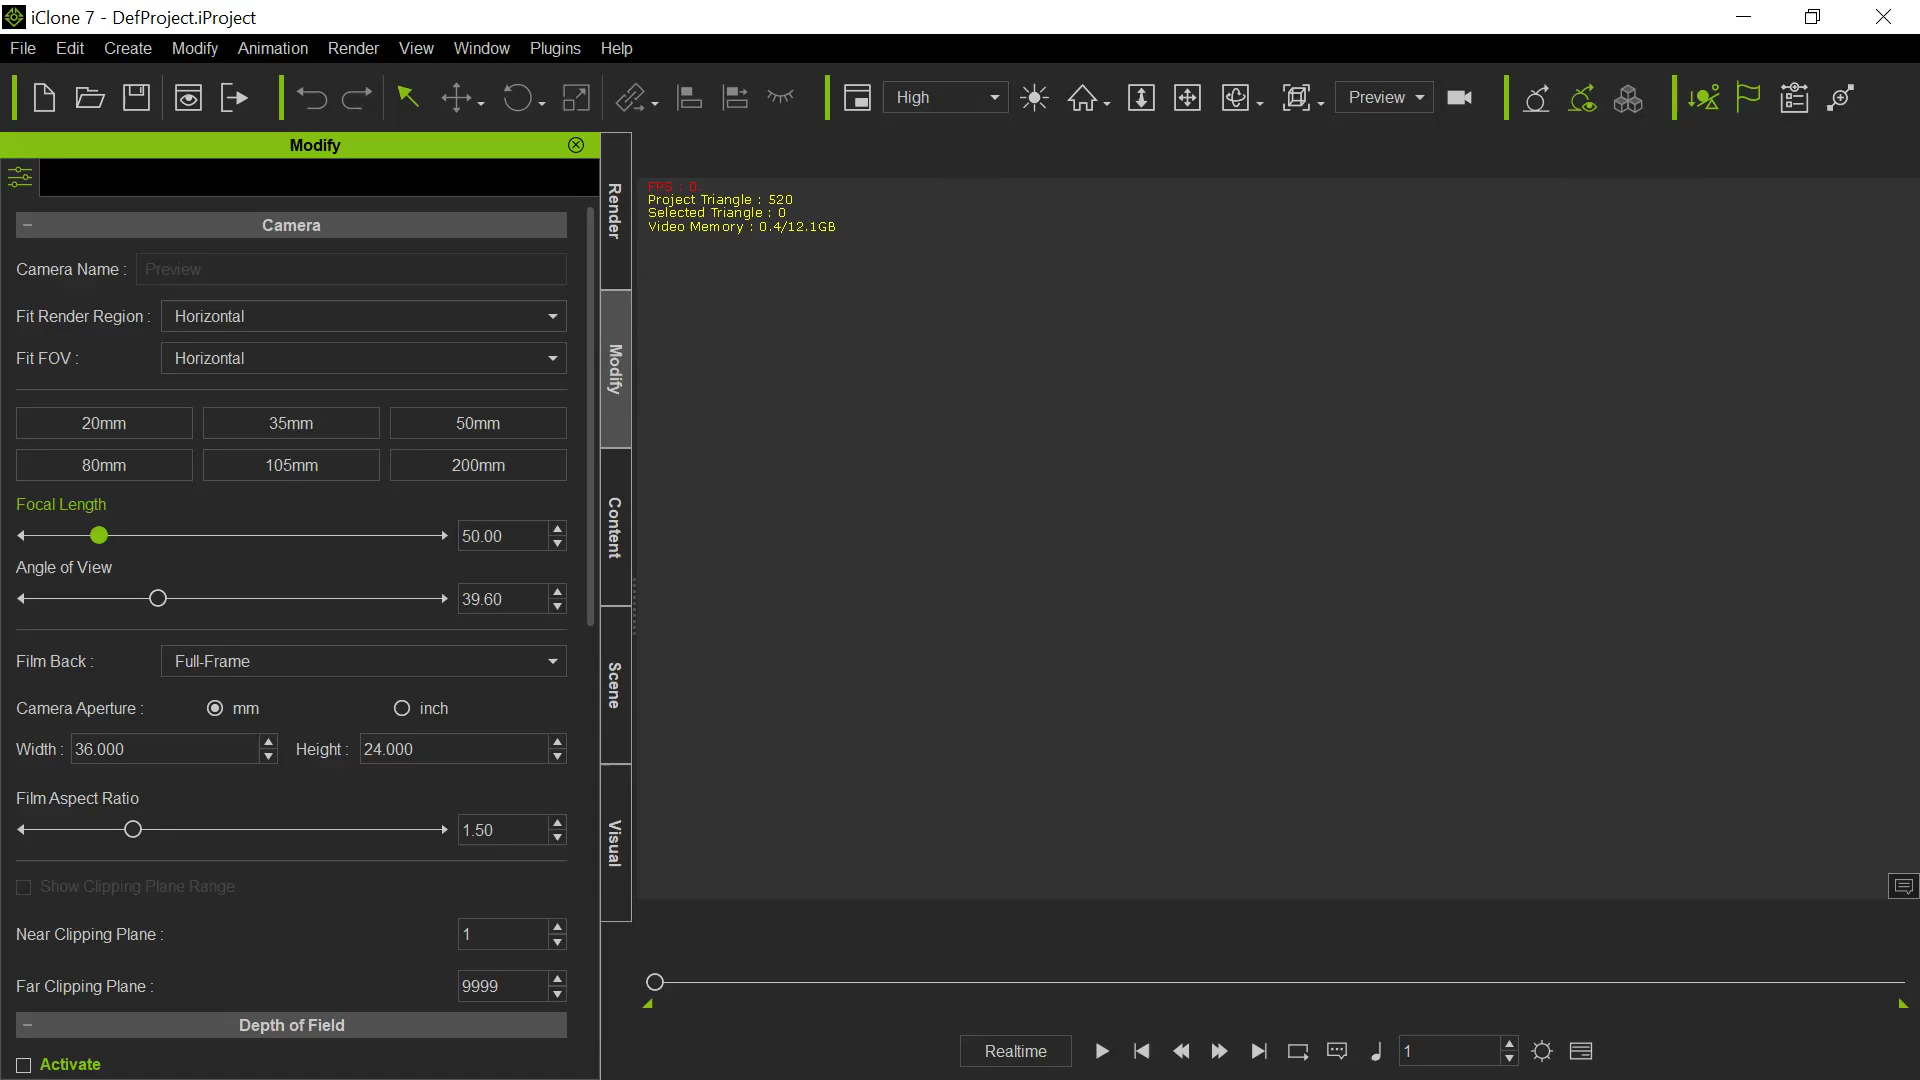 iClone 7 - DefProject.iProject
File Edit Create Modify Animation Render View Window Plugins Help
High Preview
Modify
Camera
Camera Name : Preview
Fit Render Region : Horizontal
Fit FOV : Horizontal
20mm 35mm 50mm
80mm 105mm 200mm
Focal Length
50.00
Angle of View
39.60
Film Back : Full-Frame
Camera Aperture : mm inch
Width : 36.000 Height : 24.000
Film Aspect Ratio
1.50
Show Clipping Plane Range
Near Clipping Plane : 1
Far Clipping Plane : 9999
Depth of Field
Activate
Render
Modify
Content
Scene
Visual
FPS : 0
Project Triangle : 520
Selected Triangle : 0
Video Memory : 0.4/12.1GB
Realtime 1